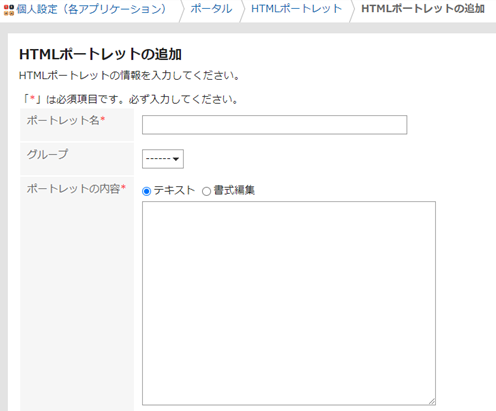 個人設定（各アプリケーション） ポータル HTMLポートレット HTMLポートレットの追加
HTMLポートレットの追加
HTMLポートレットの情報を入力してください。
「*」は必須項目です。必ず入力してください。
ポートレット名*
グループ ------
ポートレットの内容* テキスト 書式編集